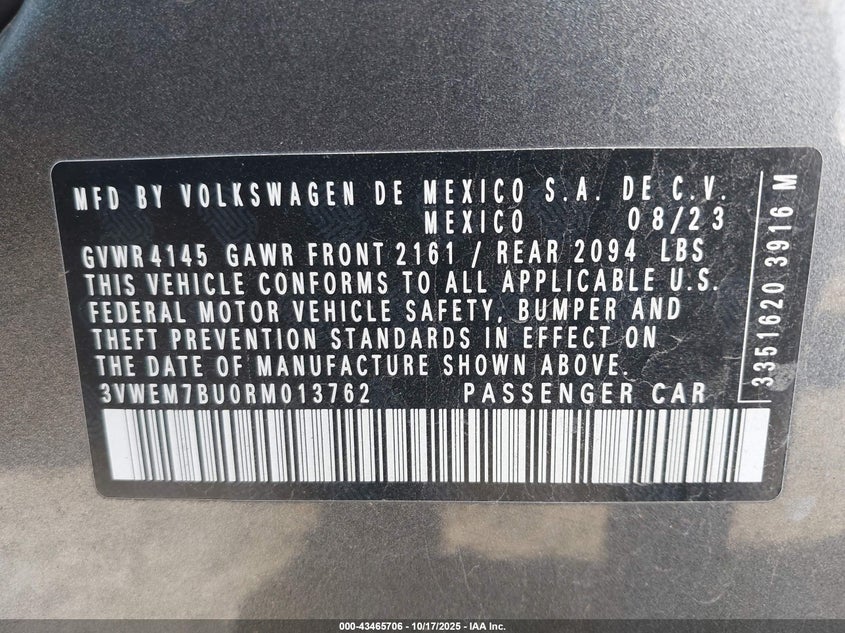 MFD BY VOLKSWAGEN DE MEXICO S.A. DE C.V.
MEXICO 08/23
GVWR 4145 GAWR FRONT 2161 / REAR 2094 LBS
THIS VEHICLE CONFORMS TO ALL APPLICABLE U.S.
FEDERAL MOTOR VEHICLE SAFETY, BUMPER AND
THEFT PREVENTION STANDARDS IN EFFECT ON
THE DATE OF MANUFACTURE SHOWN ABOVE.
3VWEM7BU0RM013762 PASSENGER CAR
3351620 3916 M
000-43465706 - 10/17/2025 - IAA Inc.